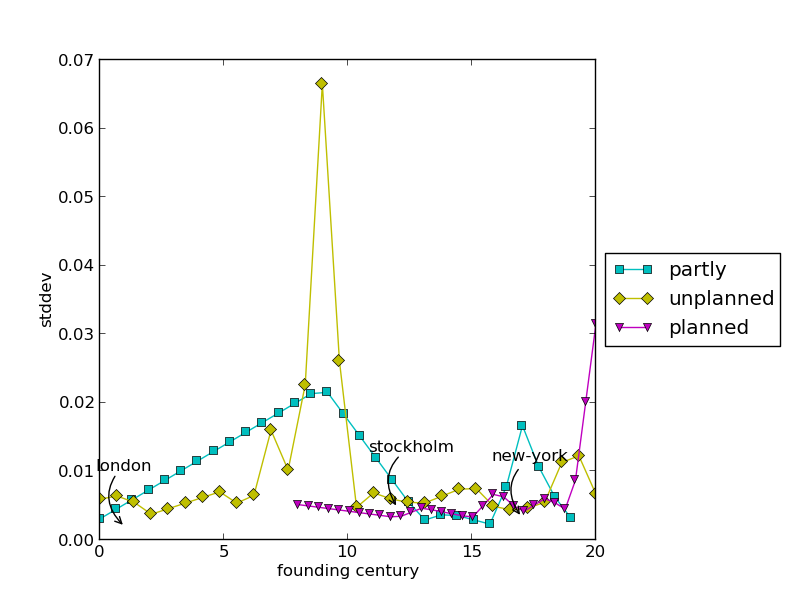 0.07
0.06
0.05
0.04
0.03
0.02
0.01
0.00
stddev
london
stockholm
new-york
0 5 10 15 20
founding century
partly
unplanned
planned